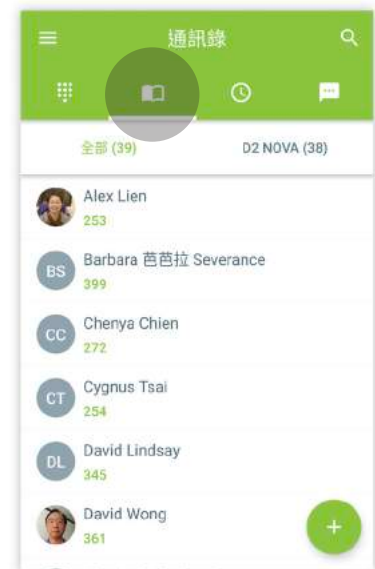 通訊錄
全部 (39)
D2 NOVA (38)
Alex Lien
253
BS
Barbara 芭芭拉 Severance
399
CC
Chenya Chien
272
CT
Cygnus Tsai
254
DL
David Lindsay
345
David Wong
361